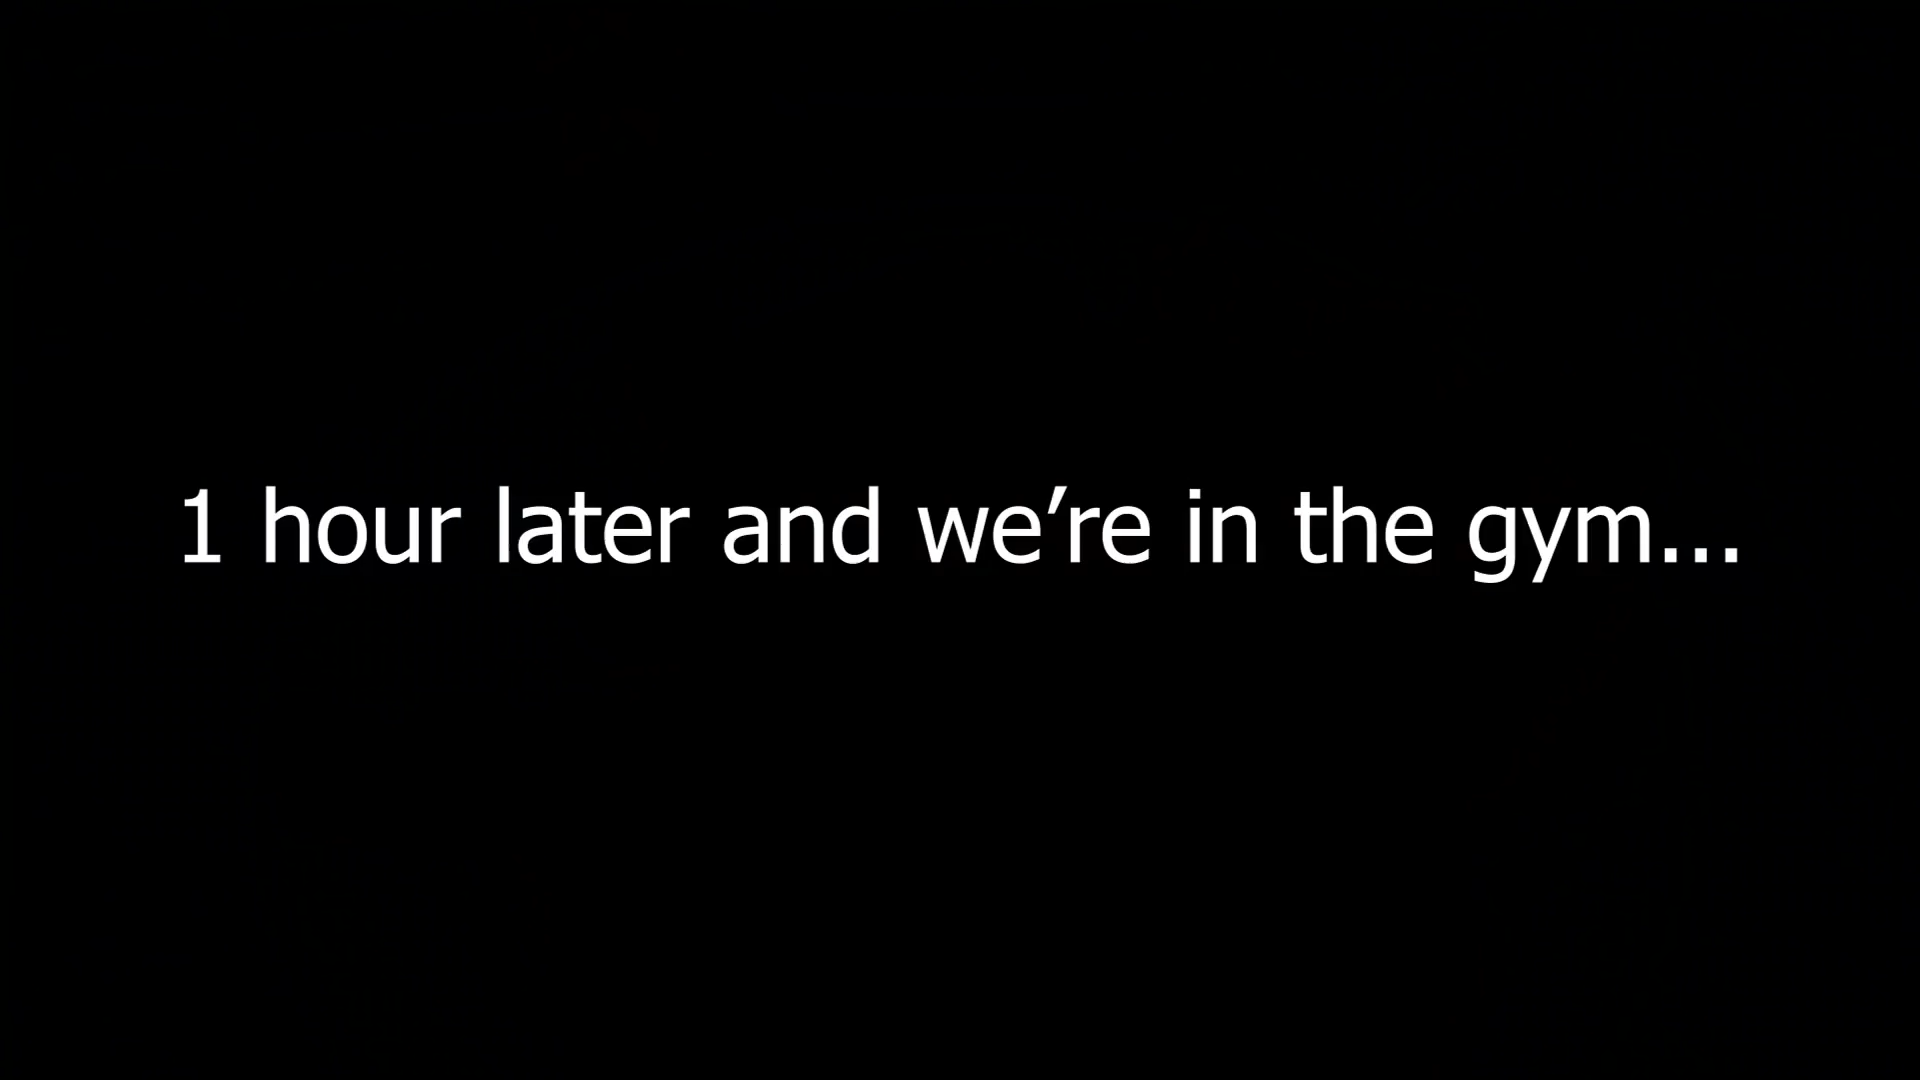 1 hour later and we’re in the gym...